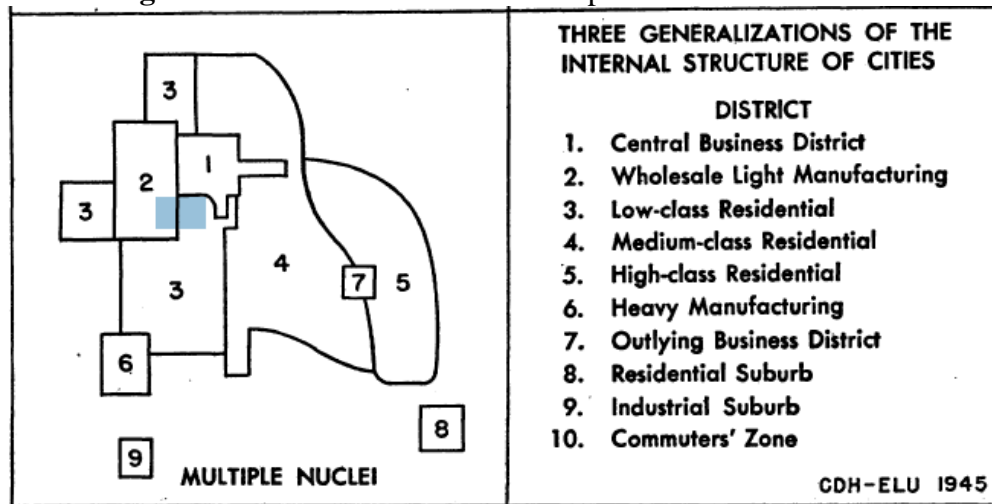 3
1
2
3
4
3
7
5
6
8
9
MULTIPLE NUCLEI
THREE GENERALIZATIONS OF THE
INTERNAL STRUCTURE OF CITIES
DISTRICT
1. Central Business District
2. Wholesale Light Manufacturing
3. Low-class Residential
4. Medium-class Residential
5. High-class Residential
6. Heavy Manufacturing
7. Outlying Business District
8. Residential Suburb
9. Industrial Suburb
10. Commuters' Zone
CDH-ELU 1945